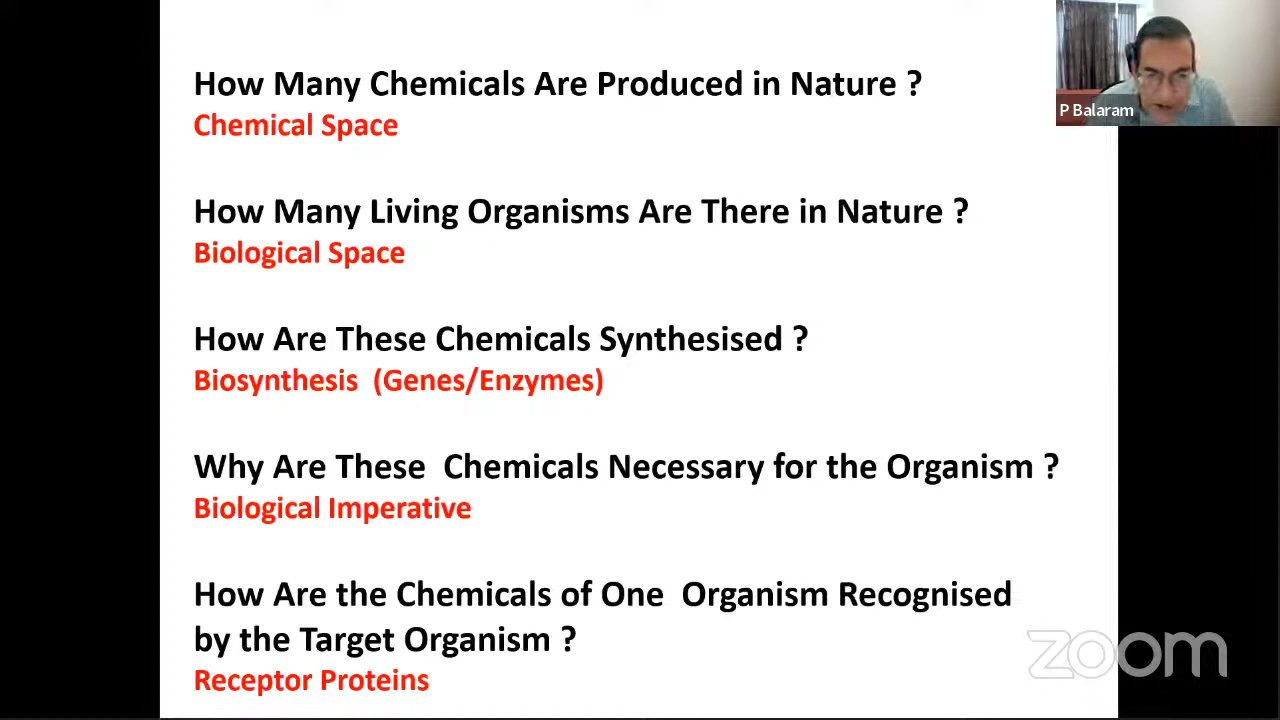 How Many Chemicals Are Produced in Nature ?
Chemical Space
P Balaram
How Many Living Organisms Are There in Nature ?
Biological Space
How Are These Chemicals Synthesised ?
Biosynthesis (Genes/Enzymes)
Why Are These Chemicals Necessary for the Organism ?
Biological Imperative
How Are the Chemicals of One Organism Recognised
by the Target Organism ?
Receptor Proteins
zoom